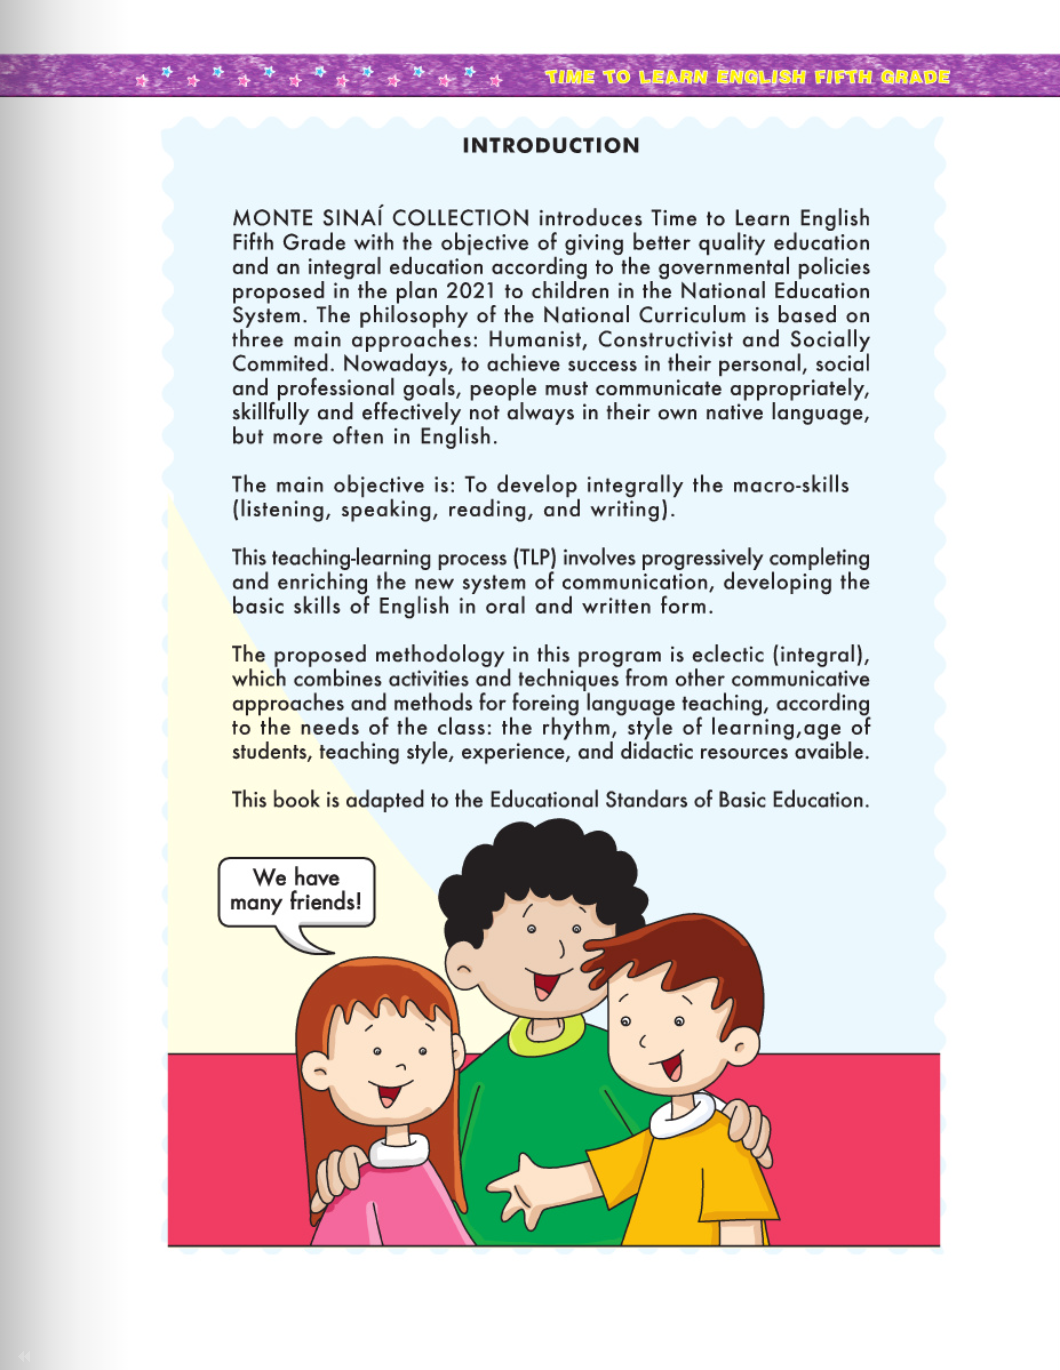 TIME TO LEARN ENGLISH FIFTH GRADE
INTRODUCTION
MONTE SINAÍ COLLECTION introduces Time to Learn English
Fifth Grade with the objective of giving better quality education
and an integral education according to the governmental policies
proposed in the plan 2021 to children in the National Education
System. The philosophy of the National Curriculum is based on
three main approaches: Humanist, Constructivist and Socially
Commited. Nowadays, to achieve success in their personal, social
and professional goals, people must communicate appropriately,
skillfully and effectively not always in their own native language,
but more often in English.
The main objective is: To develop integrally the macro-skills
(listening, speaking, reading, and writing).
This teaching-learning process (TLP) involves progressively completing
and enriching the new system of communication, developing the
basic skills of English in oral and written form.
The proposed methodology in this program is eclectic (integral),
which combines activities and techniques from other communicative
approaches and methods for foreing language teaching, according
to the needs of the class: the rhythm, style of learning,age of
students, teaching style, experience, and didactic resources avaible.
This book is adapted to the Educational Standars of Basic Education.
We have
many friends!